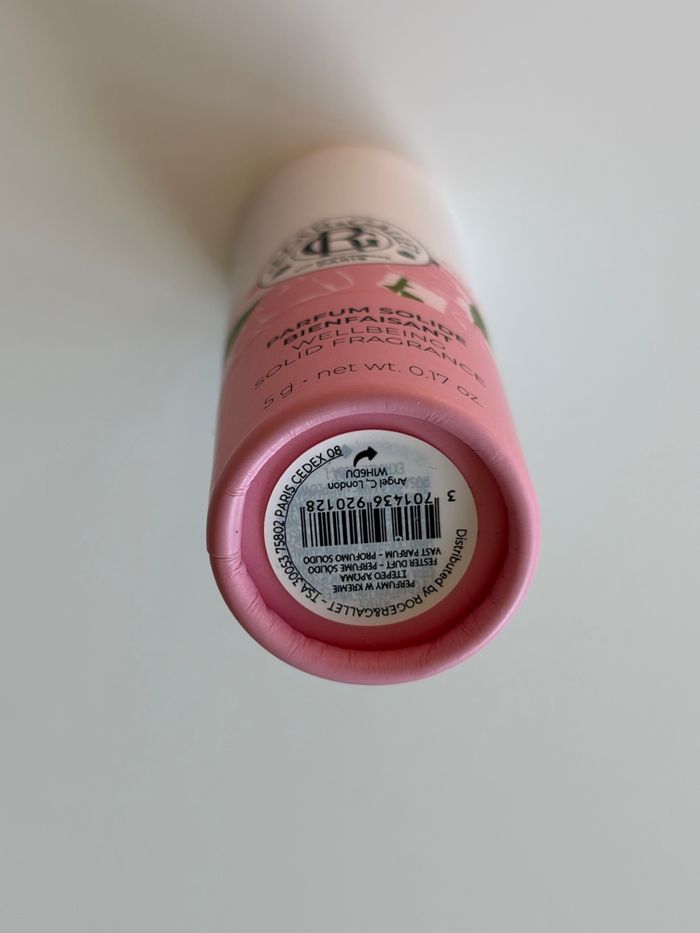 PARFUM SOLIDE
BIENFAISANT
WELLBEING
SOLID FRAGRANCE
5 g - net wt. 0.17 oz.
Distributed by ROGER&GALLET - TSA 30053 75802 PARIS CEDEX 08
PERFUMY W KREMIE
ΣΤΕΡΕΟ ΑΡΩΜΑ
FESTER DUFT - PERFUME SÓLIDO
VAST PARFUM - PROFUMO SOLIDO
3 701436 920128
Angel C, London
W1H6DU